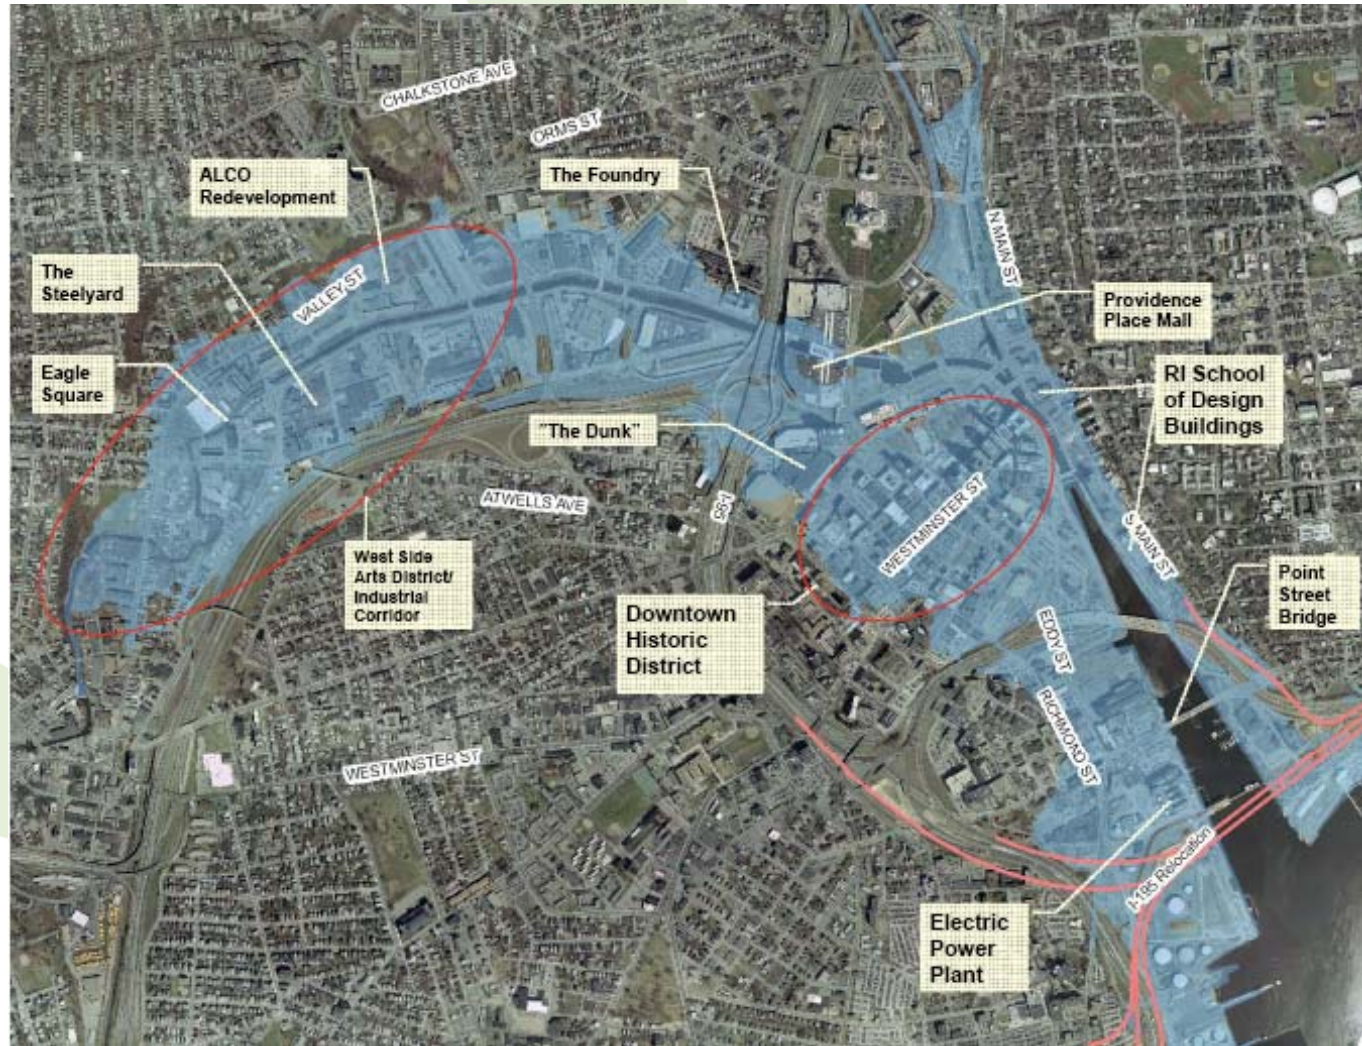 CHALKSTONE AVE
ORMS ST
ALCO
Redevelopment
The Foundry
The
Steelyard
VALLEY ST
N MAIN ST
Providence
Place Mall
Eagle
Square
RI School
of Design
Buildings
"The Dunk"
ATWELLS AVE
I-95
WESTMINSTER ST
S MAIN ST
West Side
Arts District/
Industrial
Corridor
Point
Street
Bridge
Downtown
Historic
District
EDDY ST
RICHMOND ST
WESTMINSTER ST
I-195 Relocation
Electric
Power
Plant